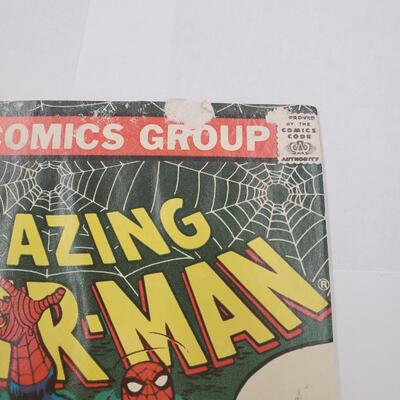 PROVED
BY THE
COMICS
CODE
AUTHORITY
COMICS GROUP
AZING
R-MAN®